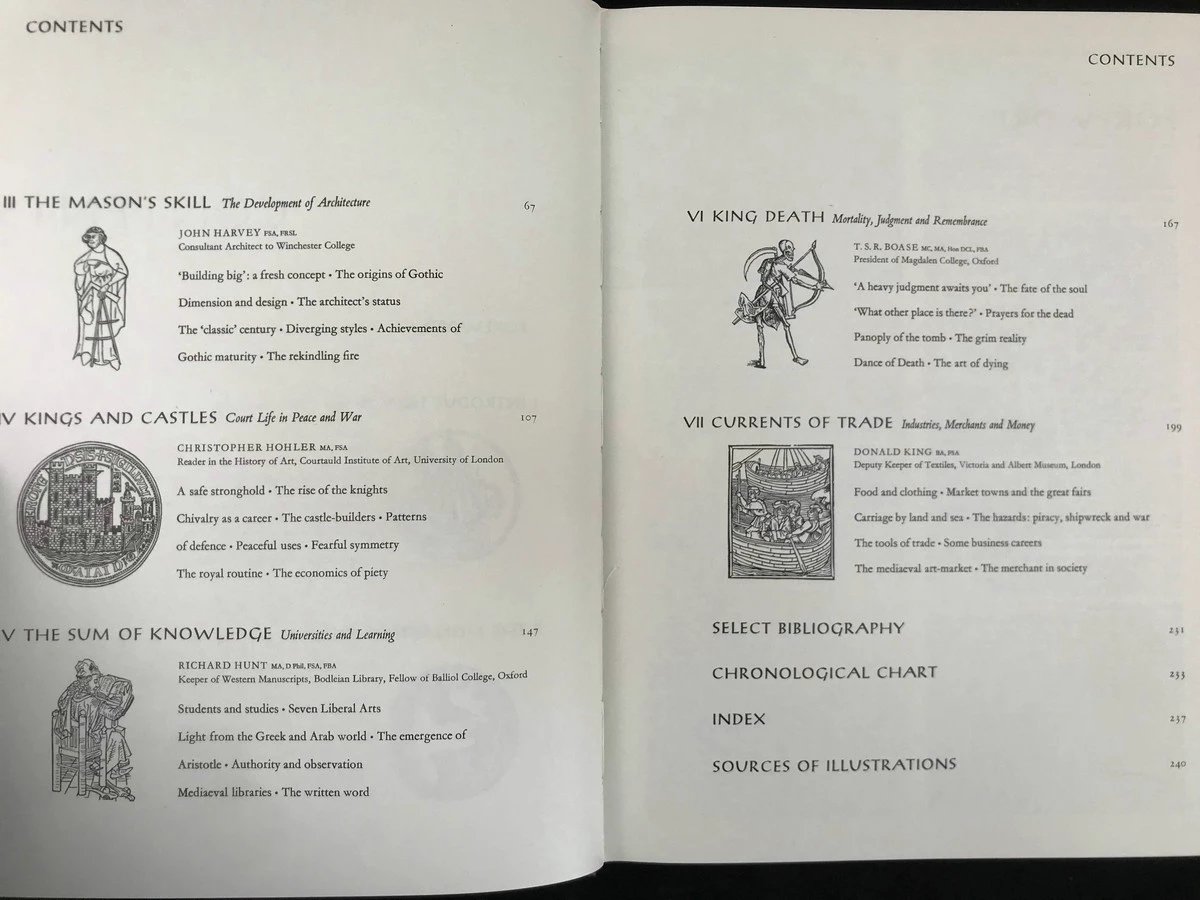 CONTENTS
III THE MASON'S SKILL The Development of Architecture 67
JOHN HARVEY FSA, FRSL
Consultant Architect to Winchester College
‘Building big’: a fresh concept • The origins of Gothic
Dimension and design • The architect's status
The ‘classic’ century • Diverging styles • Achievements of
Gothic maturity • The rekindling fire
IV KINGS AND CASTLES Court Life in Peace and War 107
CHRISTOPHER HOHLER MA, FSA
Reader in the History of Art, Courtauld Institute of Art, University of London
A safe stronghold • The rise of the knights
Chivalry as a career • The castle-builders • Patterns
of defence • Peaceful uses • Fearful symmetry
The royal routine • The economics of piety
V THE SUM OF KNOWLEDGE Universities and Learning 147
RICHARD HUNT MA, D Phil, FSA, FBA
Keeper of Western Manuscripts, Bodleian Library, Fellow of Balliol College, Oxford
Students and studies • Seven Liberal Arts
Light from the Greek and Arab world • The emergence of
Aristotle • Authority and observation
Mediaeval libraries • The written word
CONTENTS
VI KING DEATH Mortality, Judgment and Remembrance 167
T. S. R. BOASE MC, MA, Hon DCL, FBA
President of Magdalen College, Oxford
‘A heavy judgment awaits you’ • The fate of the soul
‘What other place is there?’ • Prayers for the dead
Panoply of the tomb • The grim reality
Dance of Death • The art of dying
VII CURRENTS OF TRADE Industries, Merchants and Money 199
DONALD KING BA, FSA
Deputy Keeper of Textiles, Victoria and Albert Museum, London
Food and clothing • Market towns and the great fairs
Carriage by land and sea • The hazards: piracy, shipwreck and war
The tools of trade • Some business careers
The mediaeval art-market • The merchant in society
SELECT BIBLIOGRAPHY 231
CHRONOLOGICAL CHART 233
INDEX 237
SOURCES OF ILLUSTRATIONS 240